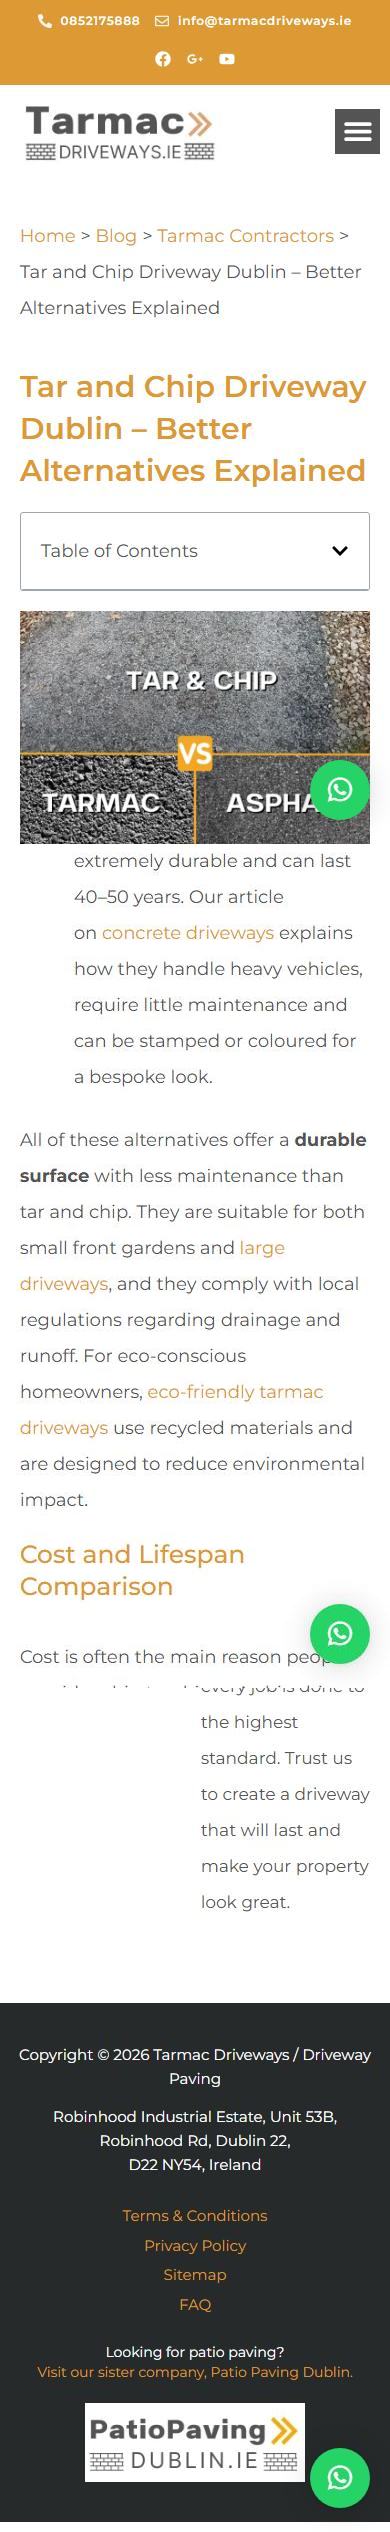 0852175888 info@tarmacdriveways.ie
Tarmac
DRIVEWAYS.IE
Home > Blog > Tarmac Contractors >
Tar and Chip Driveway Dublin – Better
Alternatives Explained
Tar and Chip Driveway
Dublin – Better
Alternatives Explained
Table of Contents
TAR & CHIP
VS
TARMAC ASPHA
extremely durable and can last
40–50 years. Our article
on concrete driveways explains
how they handle heavy vehicles,
require little maintenance and
can be stamped or coloured for
a bespoke look.
All of these alternatives offer a durable
surface with less maintenance than
tar and chip. They are suitable for both
small front gardens and large
driveways, and they comply with local
regulations regarding drainage and
runoff. For eco-conscious
homeowners, eco-friendly tarmac
driveways use recycled materials and
are designed to reduce environmental
impact.
Cost and Lifespan
Comparison
Cost is often the main reason peop
every job is done to
the highest
standard. Trust us
to create a driveway
that will last and
make your property
look great.
Copyright © 2026 Tarmac Driveways / Driveway
Paving
Robinhood Industrial Estate, Unit 53B,
Robinhood Rd, Dublin 22,
D22 NY54, Ireland
Terms & Conditions
Privacy Policy
Sitemap
FAQ
Looking for patio paving?
Visit our sister company, Patio Paving Dublin.
PatioPaving
DUBLIN.IE